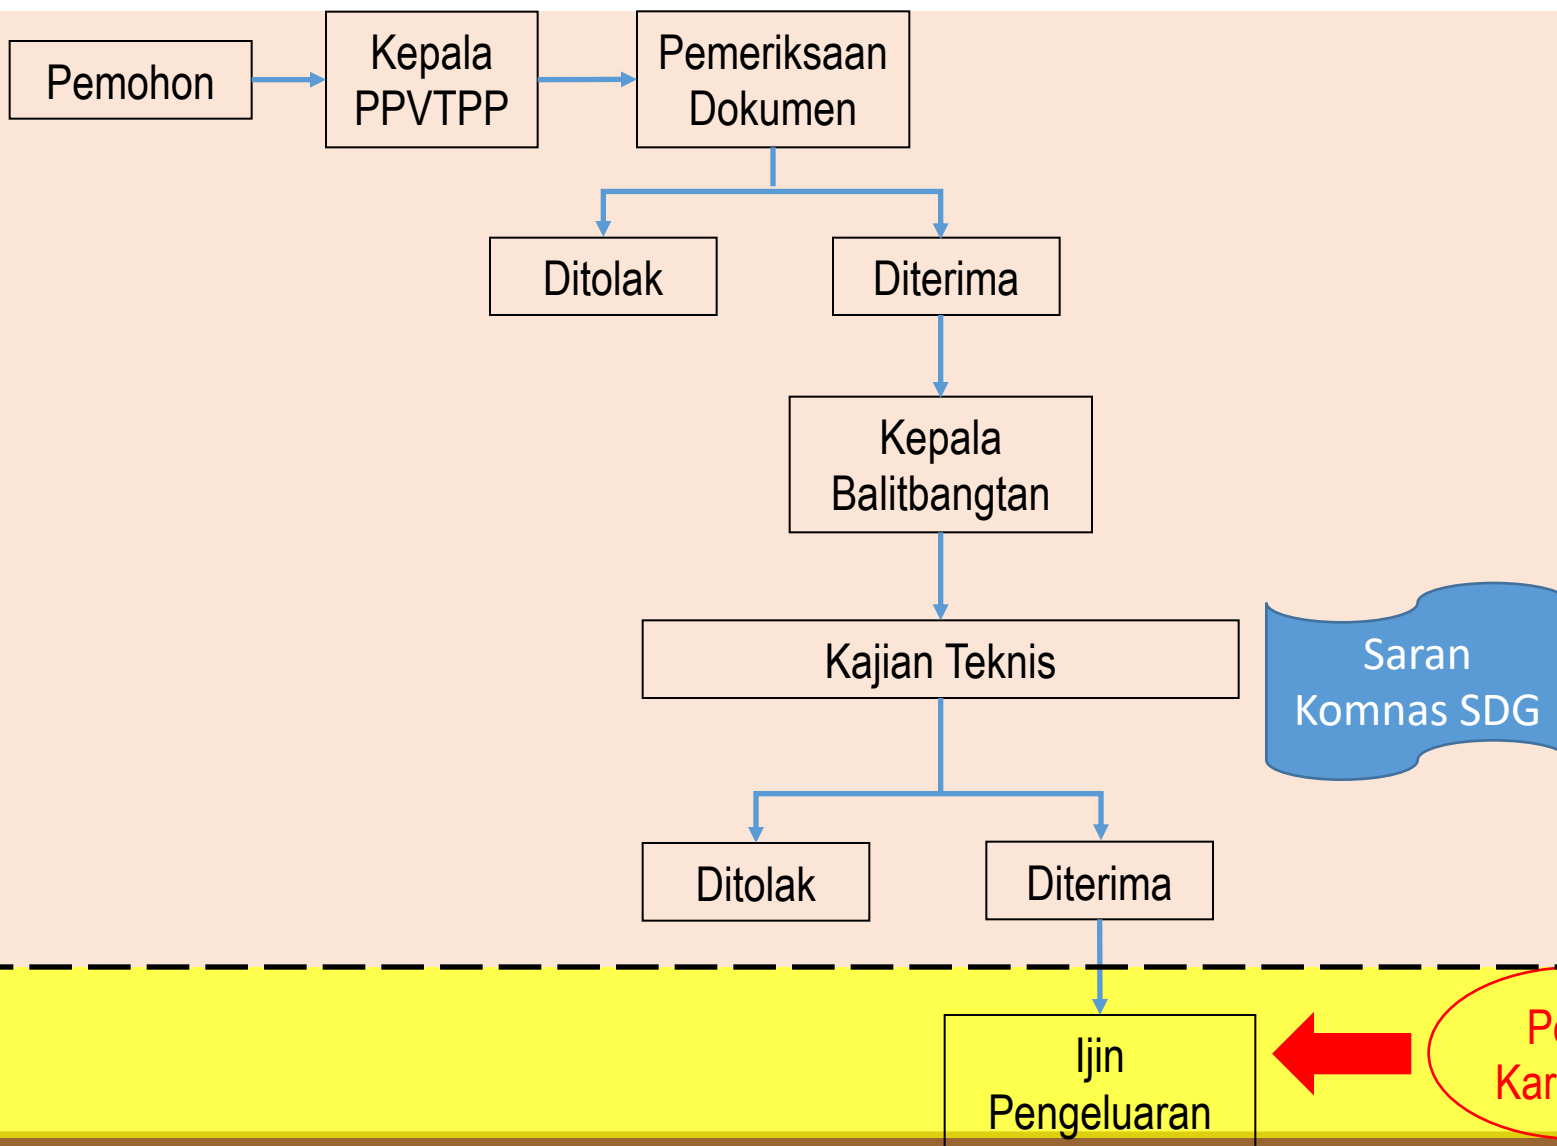 Pemohon
Kepala
PPVTPP
Pemeriksaan
Dokumen
Ditolak
Diterima
Kepala
Balitbangtan
Kajian Teknis
Saran
Komnas SDG
Ditolak
Diterima
Ijin
Pengeluaran